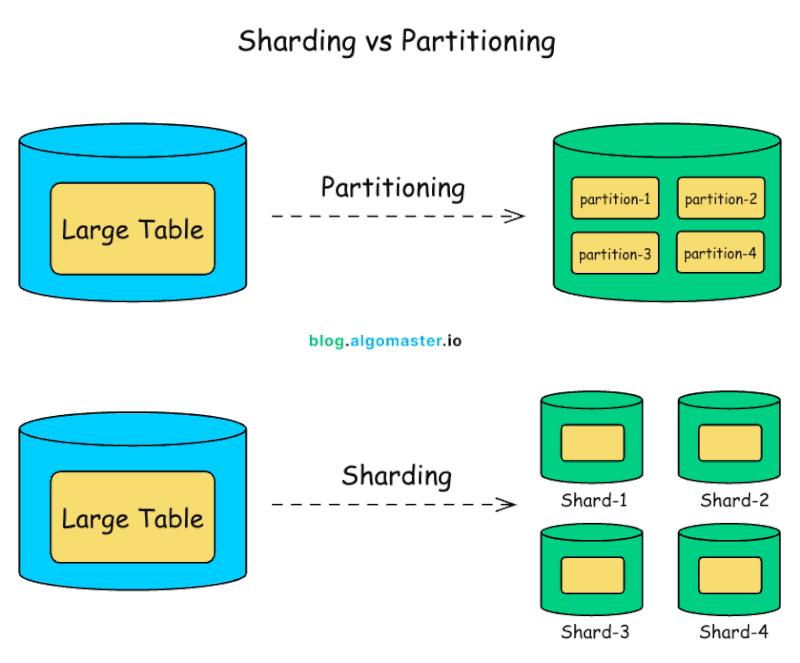 Sharding vs Partitioning
Large Table
Partitioning
partition-1
partition-2
partition-3
partition-4
blog.algomaster.io
Large Table
Sharding
Shard-1
Shard-2
Shard-3
Shard-4